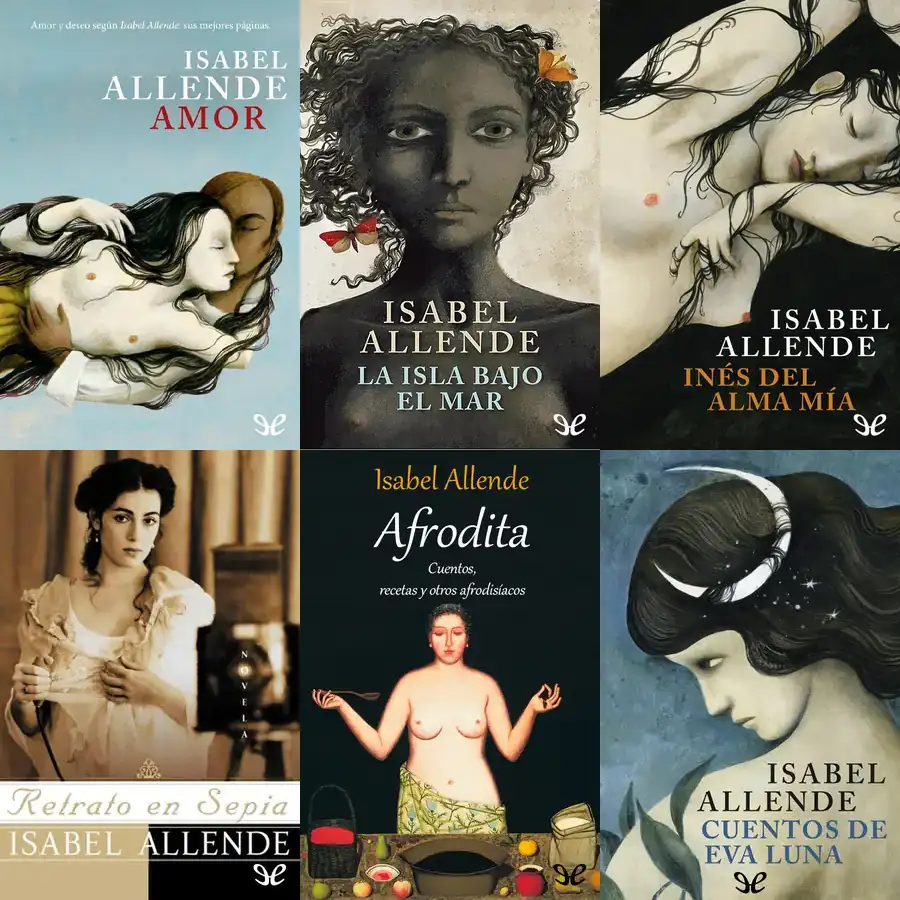 Amor y deseo según Isabel Allende: sus mejores páginas.
ISABEL
ALLENDE
AMOR
ISABEL
ALLENDE
LA ISLA BAJO
EL MAR
ISABEL
ALLENDE
INÉS DEL
ALMA MÍA
NOVELA
Retrato en Sepia
ISABEL ALLENDE
Isabel Allende
Afrodita
Cuentos,
recetas y otros afrodisíacos
ISABEL
ALLENDE
CUENTOS DE
EVA LUNA